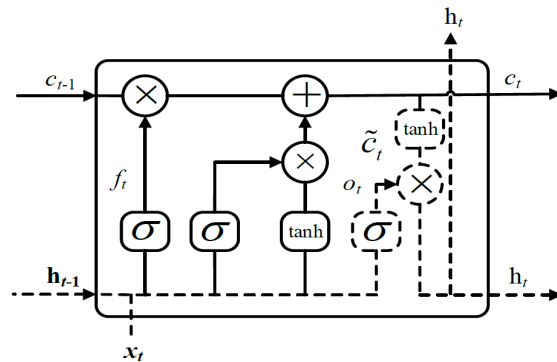 h_t
c_{t-1}
×
+
c_t
tanh
c̃_t
f_t
×
o_t
×
σ
σ
tanh
σ
h_{t-1}
h_t
x_t